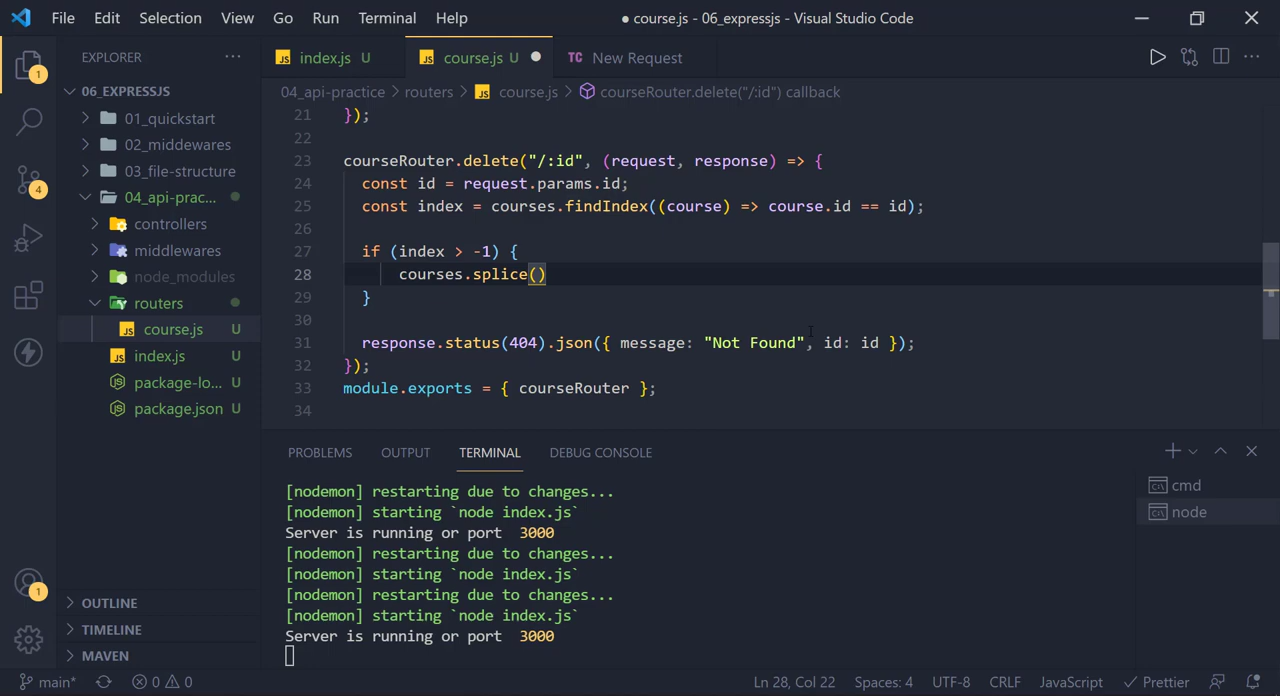 File Edit Selection View Go Run Terminal Help ● course.js - 06_expressjs - Visual Studio Code
EXPLORER ··· index.js U course.js U ● TC New Request
1
06_EXPRESSJS
04_api-practice > routers > course.js > courseRouter.delete("/:id") callback
01_quickstart
02_middewares
03_file-structure
04_api-prac...
controllers
middlewares
node_modules
routers
course.js U
index.js U
package-lo... U
package.json U
4
21 });
22
23 courseRouter.delete("/:id", (request, response) => {
24 const id = request.params.id;
25 const index = courses.findIndex((course) => course.id == id);
26
27 if (index > -1) {
28 courses.splice()
29 }
30
31 response.status(404).json({ message: "Not Found", id: id });
32 });
33 module.exports = { courseRouter };
34
PROBLEMS OUTPUT TERMINAL DEBUG CONSOLE
[nodemon] restarting due to changes...
[nodemon] starting `node index.js`
Server is running or port 3000
[nodemon] restarting due to changes...
[nodemon] starting `node index.js`
[nodemon] restarting due to changes...
[nodemon] starting `node index.js`
Server is running or port 3000
cmd
node
1
OUTLINE
TIMELINE
MAVEN
main* 0 0 Ln 28, Col 22 Spaces: 4 UTF-8 CRLF JavaScript Prettier